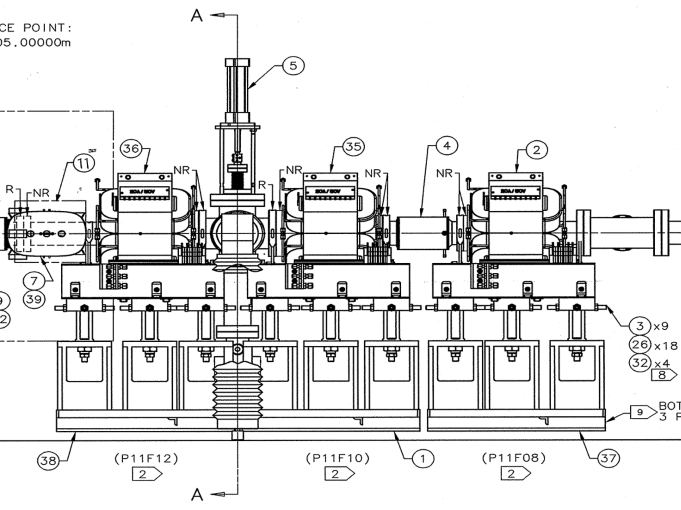 A
CE POINT:
05.00000m
5
11
36
NR
35
NR
4
2
R
NR
R
NR
NR
7
39
3 x9
26 x18
32 x4
8
9
BOT
3
38
(P11F12)
2
(P11F10)
2
1
(P11F08)
2
37
A